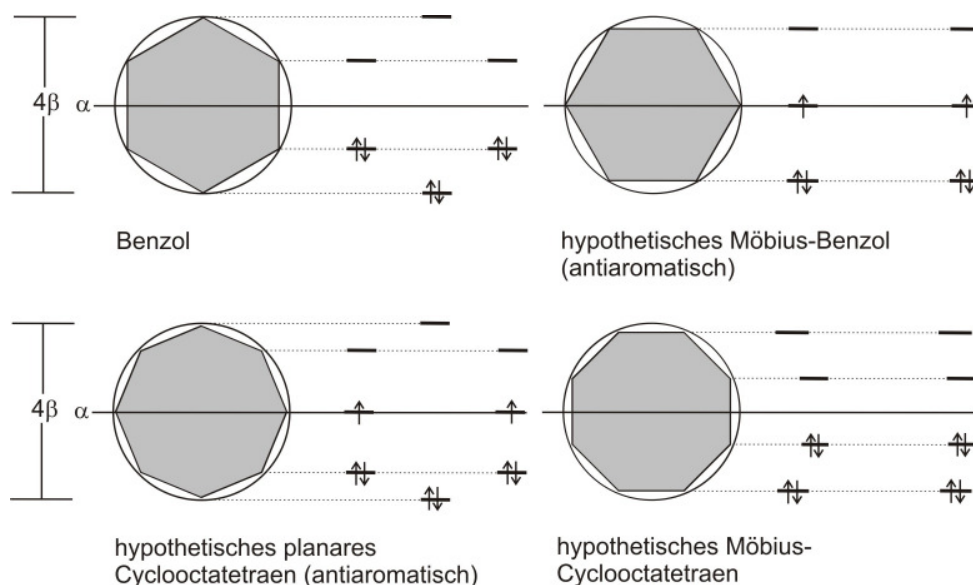 4β α
Benzol
hypothetisches Möbius-Benzol
(antiaromatisch)
4β α
hypothetisches planares
Cyclooctatetraen (antiaromatisch)
hypothetisches Möbius-
Cyclooctatetraen